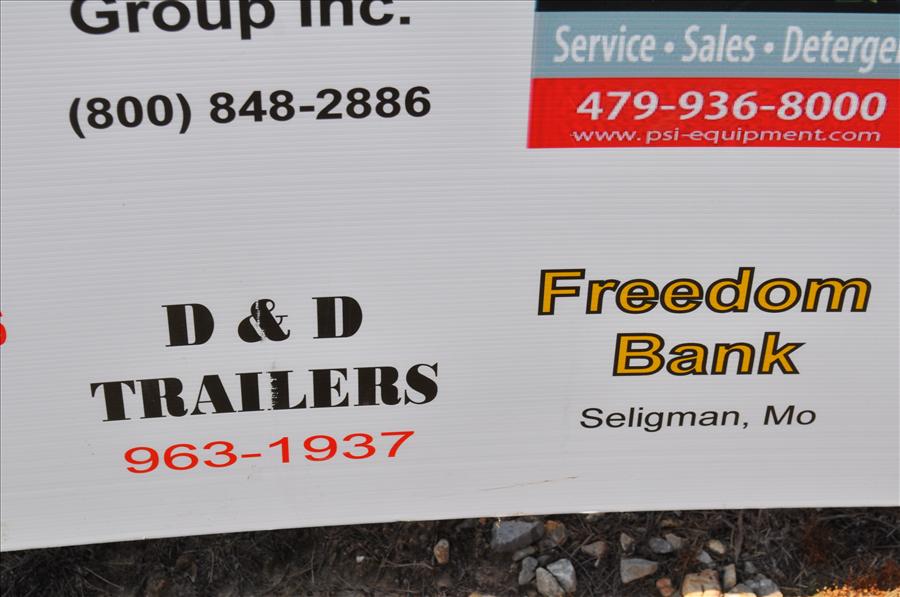 Group Inc.
(800) 848-2886
Service • Sales •
479-936-8000
www.psi-equipment.com
D & D
TRAILERS
963-1937
Freedom
Bank
Seligman, Mo